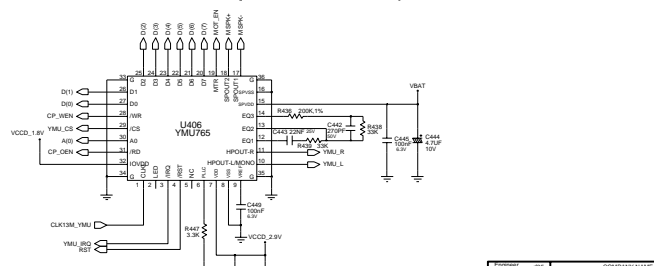 D(2) D(3) D(4) D(5) D(6) D(7) MOT_EN MSPK+ MSPK-
25 24 23 22 21 20 19 18 17
33 G D2 D3 D4 D5 D6 D7 MTR SPOUT2 SPOUT1 G 36
D(1) 26 D1 SPVSS 16
D(0) 27 D0 SPVDD 15
VBAT
CP_WEN 28 /WR EQ3 14
R436 200K,1%
YMU_CS 29 /CS EQ2 13
A(0) 30 A0 EQ1 12
CP_OEN 31 /RD HPOUT-R 11 YMU_R
VCCD_1.8V 32 IOVDD HPOUT-L/MONO 10 YMU_L
34 G G 35
U406
YMU765
C443 22NF 25V
C442
270PF
50V
R438
33K
R439 33K
C445
100nF
6.3V
C444
4.7UF
10V
CLKI LED /IRQ /RST NC PLLC VDD VSS VREF
1 2 3 4 5 6 7 8 9
C449
100nF
6.3V
CLK13M_YMU
R447
3.3K
VCCD_2.9V
YMU_IRQ
RST
Engineer COMPANY NAME